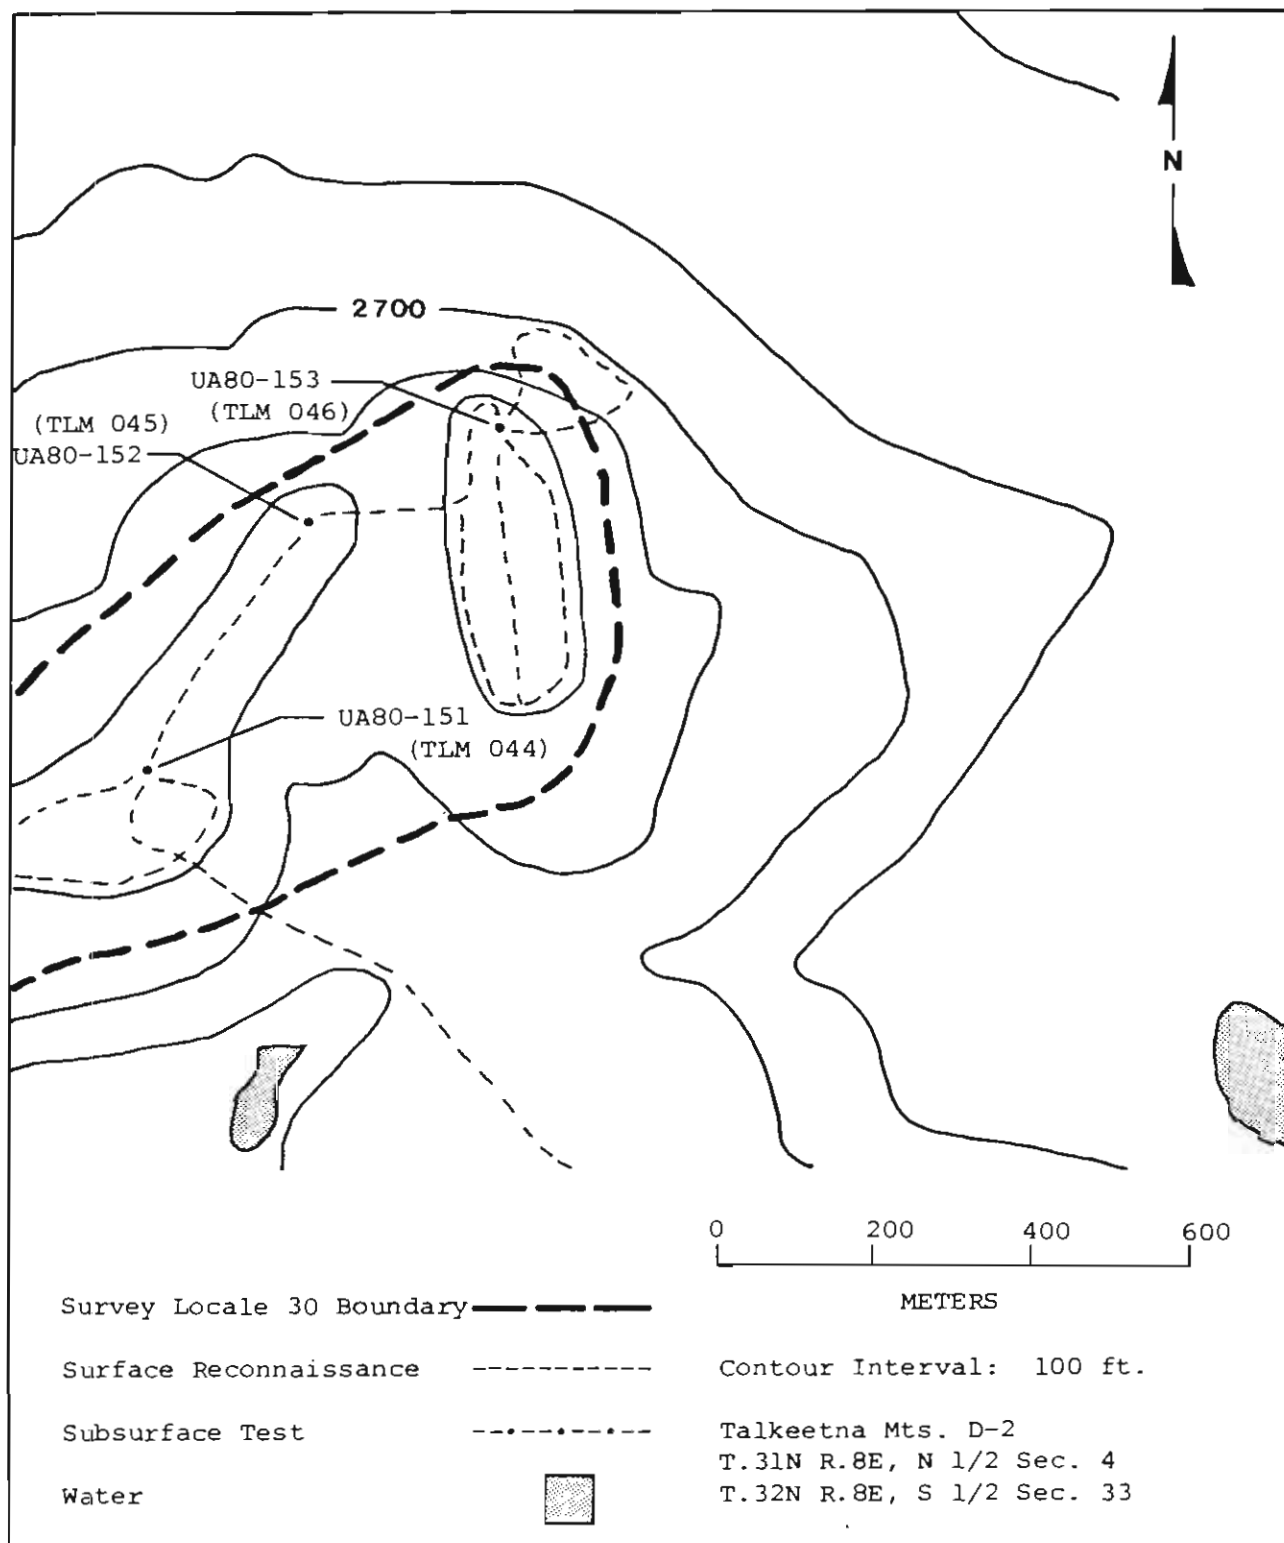 N
2700
UA80-153
(TLM 046)
(TLM 045)
UA80-152
UA80-151
(TLM 044)
0 200 400 600
METERS
Survey Locale 30 Boundary
Surface Reconnaissance
Subsurface Test
Water
Contour Interval: 100 ft.
Talkeetna Mts. D-2
T.31N R.8E, N 1/2 Sec. 4
T.32N R.8E, S 1/2 Sec. 33